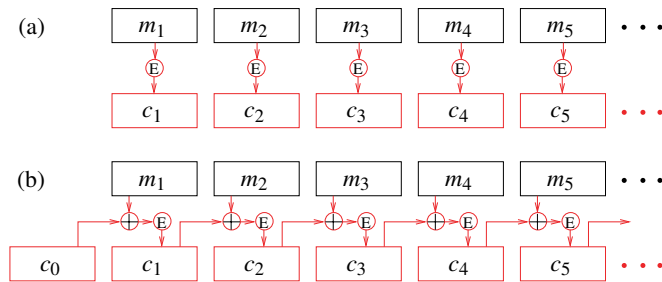 (a) m₁ m₂ m₃ m₄ m₅ • • •
E E E E E
c₁ c₂ c₃ c₄ c₅ • • •
(b) m₁ m₂ m₃ m₄ m₅ • • •
E E E E E
c₀ c₁ c₂ c₃ c₄ c₅ • • •